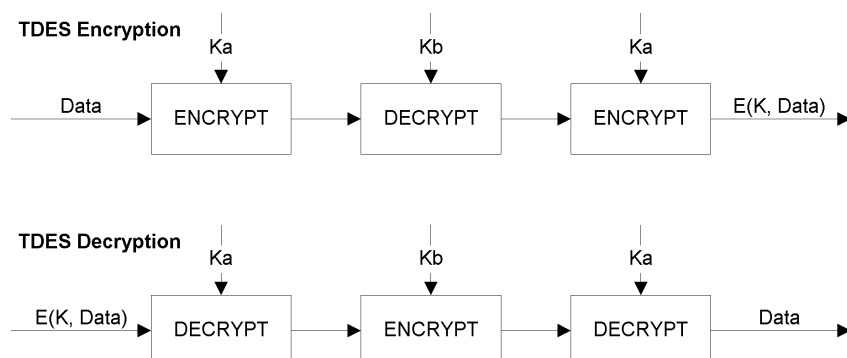 TDES Encryption
Ka Kb Ka
Data ENCRYPT DECRYPT ENCRYPT E(K, Data)
TDES Decryption
Ka Kb Ka
E(K, Data) DECRYPT ENCRYPT DECRYPT Data